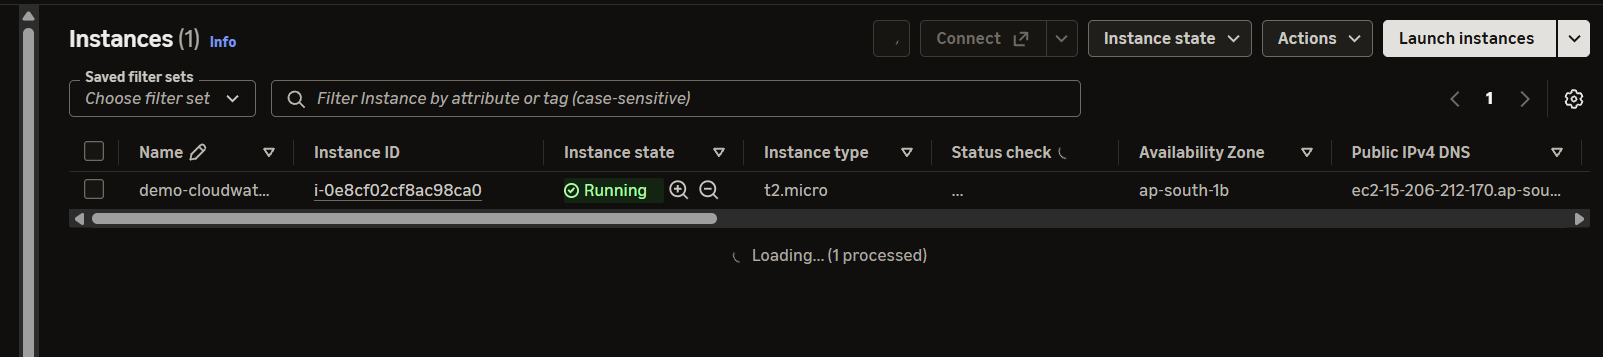 Instances (1) Info
Connect
Instance state
Actions
Launch instances
Saved filter sets
Choose filter set
Filter Instance by attribute or tag (case-sensitive)
1
Name Instance ID Instance state Instance type Status check Availability Zone Public IPv4 DNS
demo-cloudwat... i-0e8cf02cf8ac98ca0 Running t2.micro ... ap-south-1b ec2-15-206-212-170.ap-sou...
Loading... (1 processed)